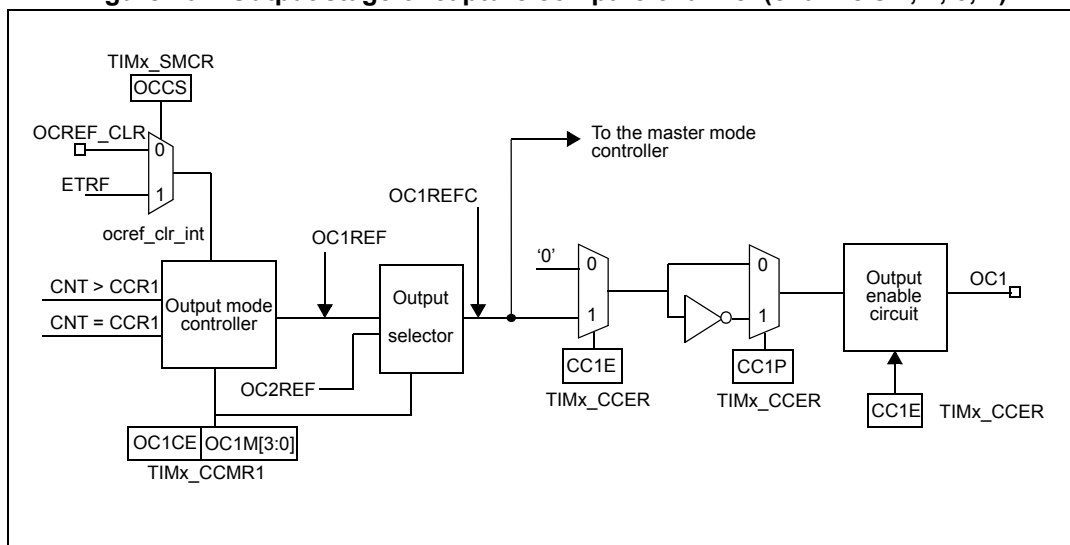 TIMx_SMCR
OCCS
OCREF_CLR
0
ETRF
1
ocref_clr_int
To the master mode
controller
OC1REFC
OC1REF
CNT > CCR1
CNT = CCR1
Output mode
controller
Output
selector
OC2REF
OC1CE
OC1M[3:0]
TIMx_CCMR1
‘0’
0
1
CC1E
TIMx_CCER
0
1
CC1P
TIMx_CCER
Output
enable
circuit
OC1
CC1E
TIMx_CCER